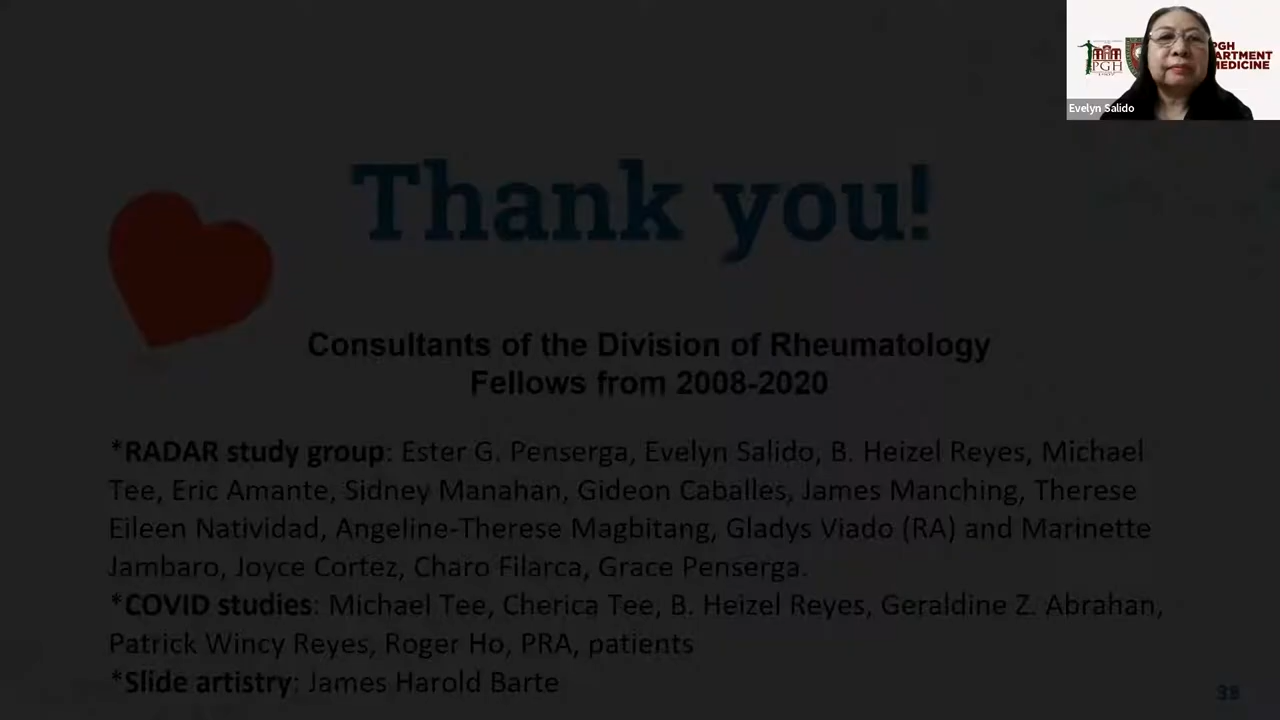 PGH
ARTMENT
MEDICINE
PGH
Evelyn Salido
Thank you!
Consultants of the Division of Rheumatology
Fellows from 2008-2020
*RADAR study group: Ester G. Penserga, Evelyn Salido, B. Heizel Reyes, Michael
Tee, Eric Amante, Sidney Manahan, Gideon Caballes, James Manching, Therese
Eileen Natividad, Angeline-Therese Magbitang, Gladys Viado (RA) and Marinette
Jambaro, Joyce Cortez, Charo Filarca, Grace Penserga.
*COVID studies: Michael Tee, Cherica Tee, B. Heizel Reyes, Geraldine Z. Abrahan,
Patrick Wincy Reyes, Roger Ho, PRA, patients
*Slide artistry: James Harold Barte
38